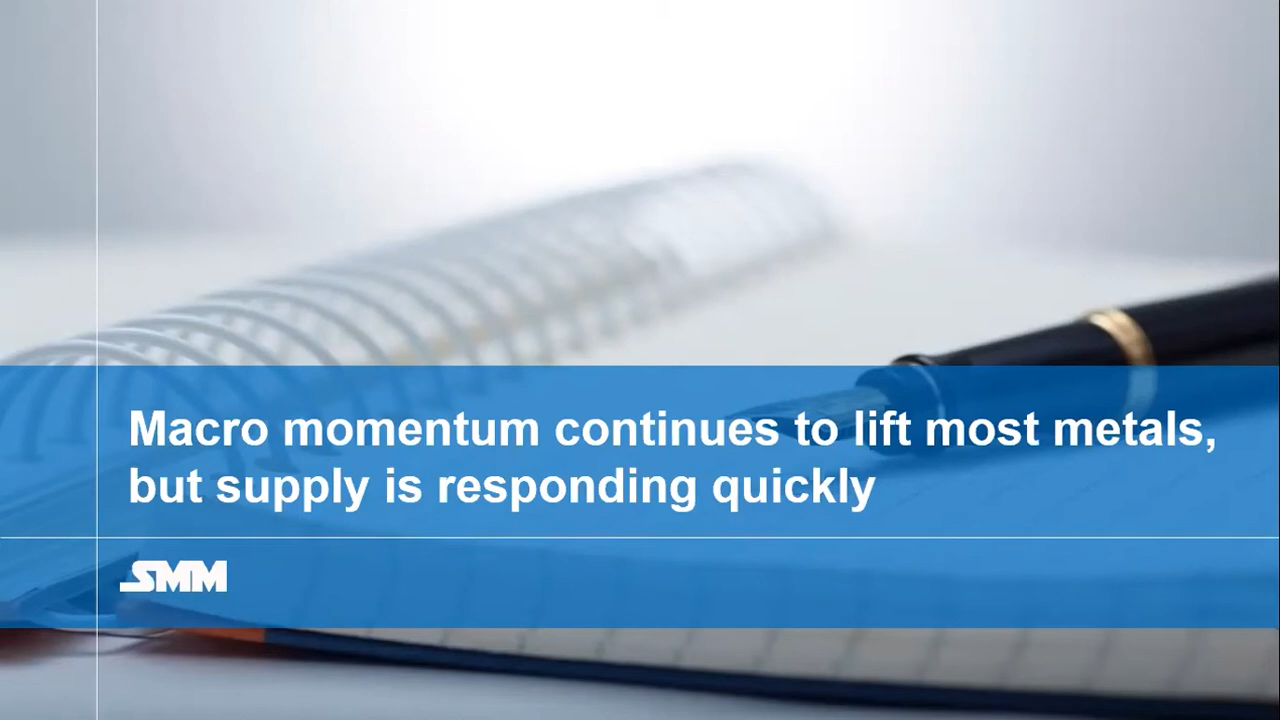 Macro momentum continues to lift most metals,
but supply is responding quickly
SMM